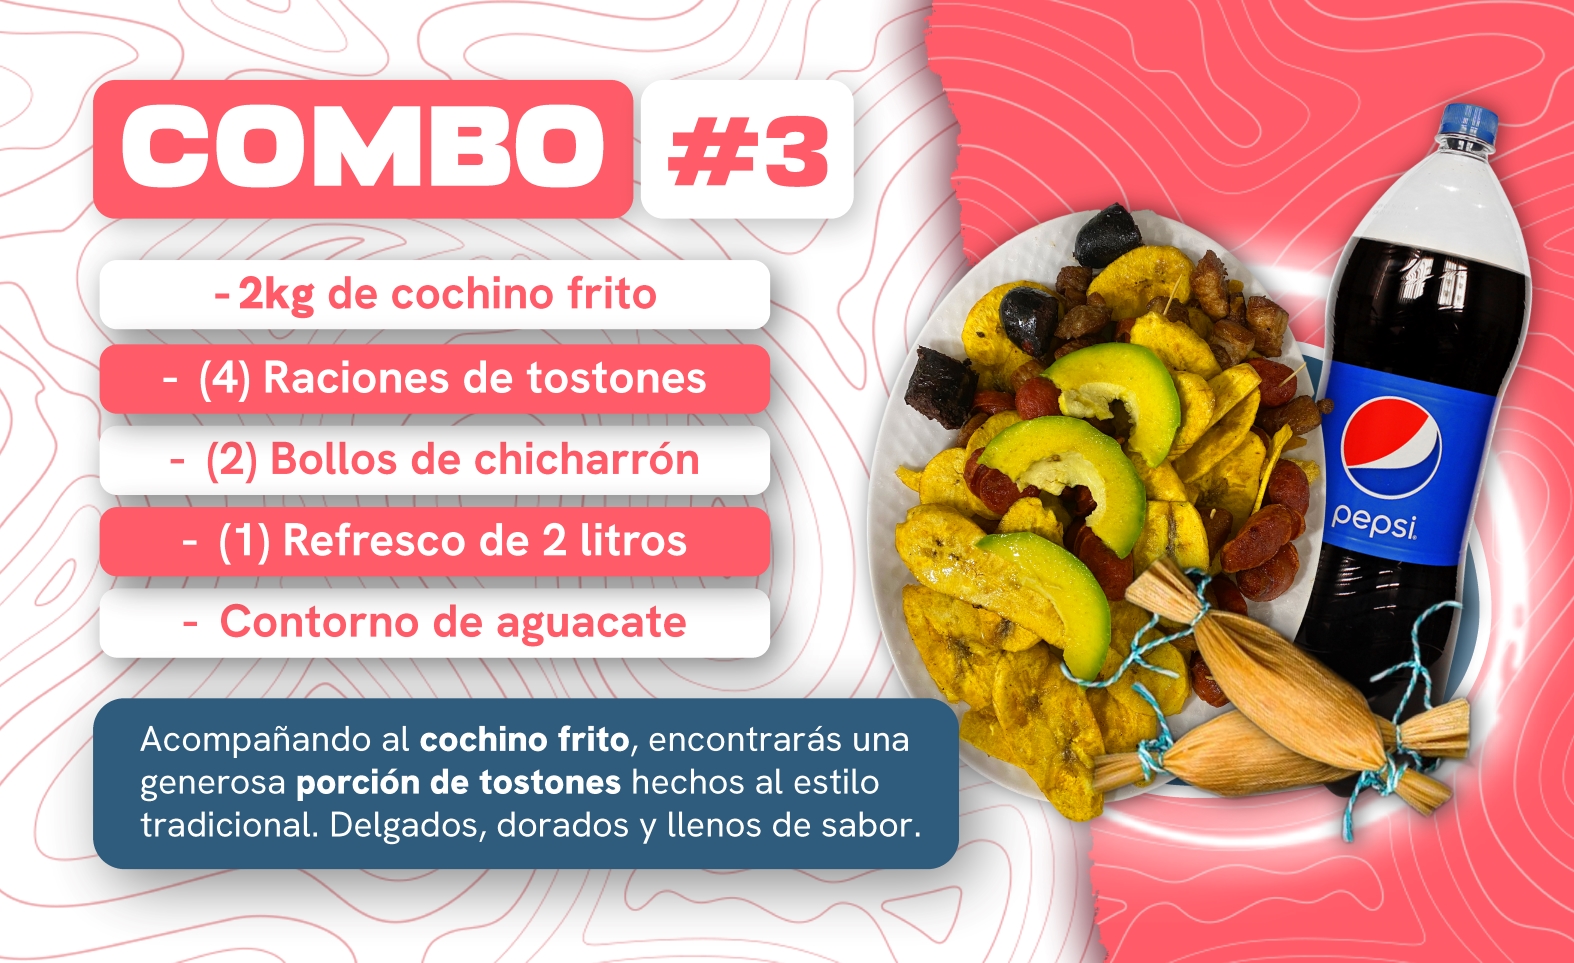 COMBO #3
- 2kg de cochino frito
- (4) Raciones de tostones
- (2) Bollos de chicharrón
- (1) Refresco de 2 litros
- Contorno de aguacate
Acompañando al cochino frito, encontrarás una
generosa porción de tostones hechos al estilo
tradicional. Delgados, dorados y llenos de sabor.
pepsi